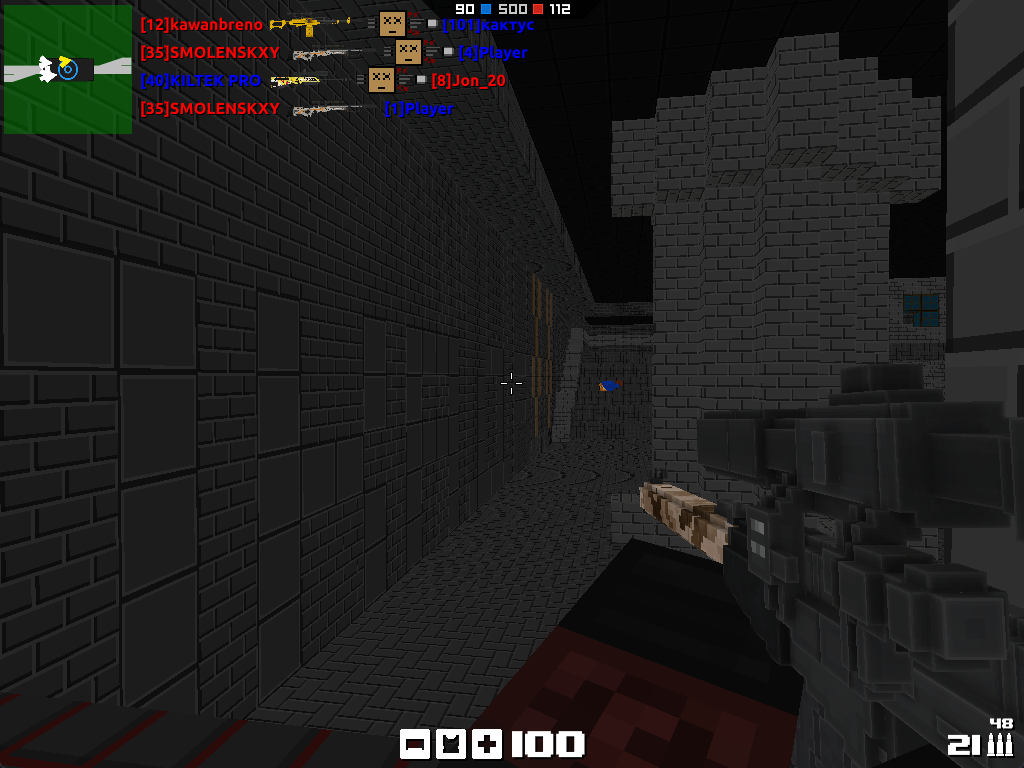 90 500 112
[12]kawanbreno [101]kактус
[35]SMOLENSKXY [4]Player
[40]KILTEK PRO [8]Jon_20
[35]SMOLENSKXY [1]Player
100
48
21